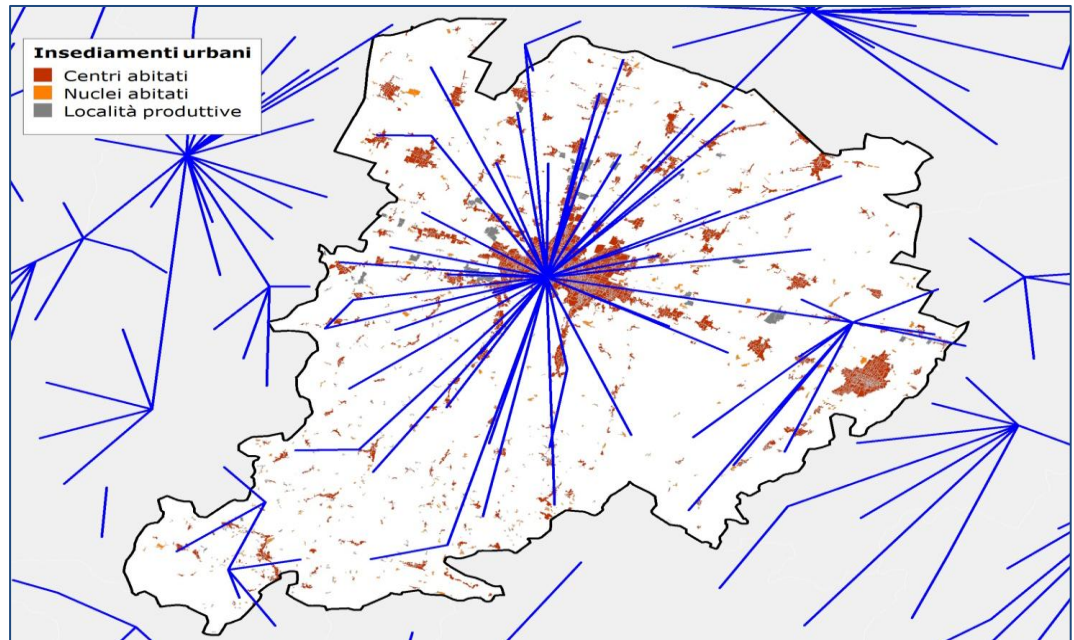 Insediamenti urbani
Centri abitati
Nuclei abitati
Località produttive